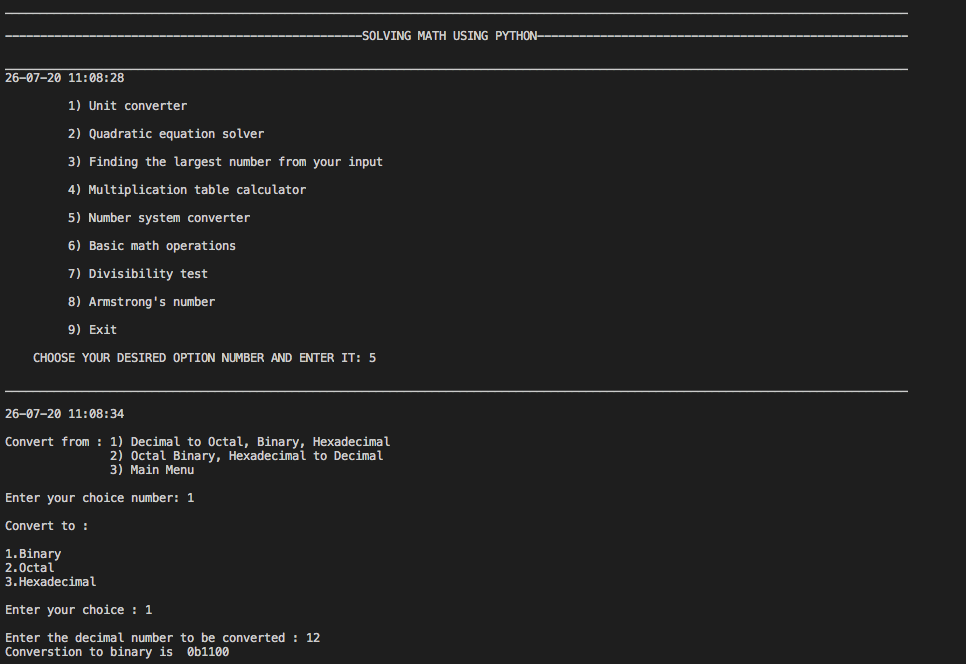 SOLVING MATH USING PYTHON
26-07-20 11:08:28
1) Unit converter
2) Quadratic equation solver
3) Finding the largest number from your input
4) Multiplication table calculator
5) Number system converter
6) Basic math operations
7) Divisibility test
8) Armstrong's number
9) Exit
CHOOSE YOUR DESIRED OPTION NUMBER AND ENTER IT: 5
26-07-20 11:08:34
Convert from : 1) Decimal to Octal, Binary, Hexadecimal
2) Octal Binary, Hexadecimal to Decimal
3) Main Menu
Enter your choice number: 1
Convert to :
1.Binary
2.Octal
3.Hexadecimal
Enter your choice : 1
Enter the decimal number to be converted : 12
Converstion to binary is  0b1100